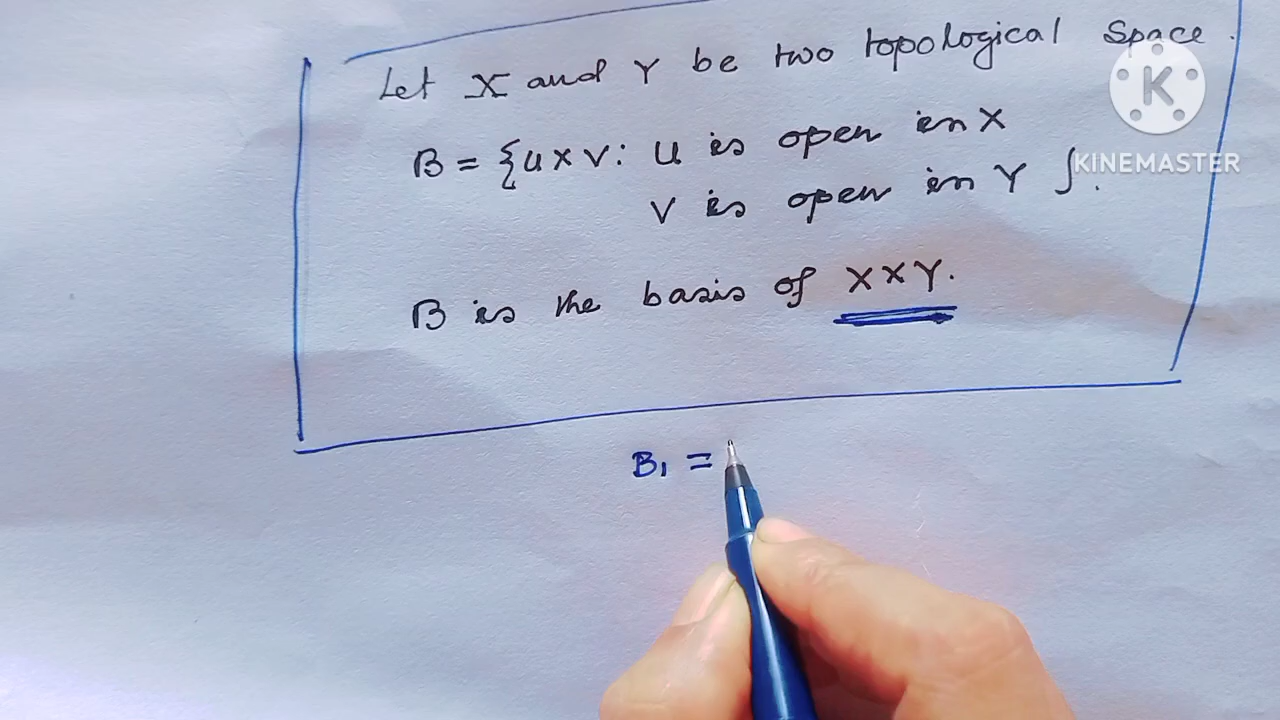 Let X and Y be two topological Space.
B = {U X V: U is open in X
V is open in Y }.
B is the basis of X X Y.
B1 =
K
KINEMASTER